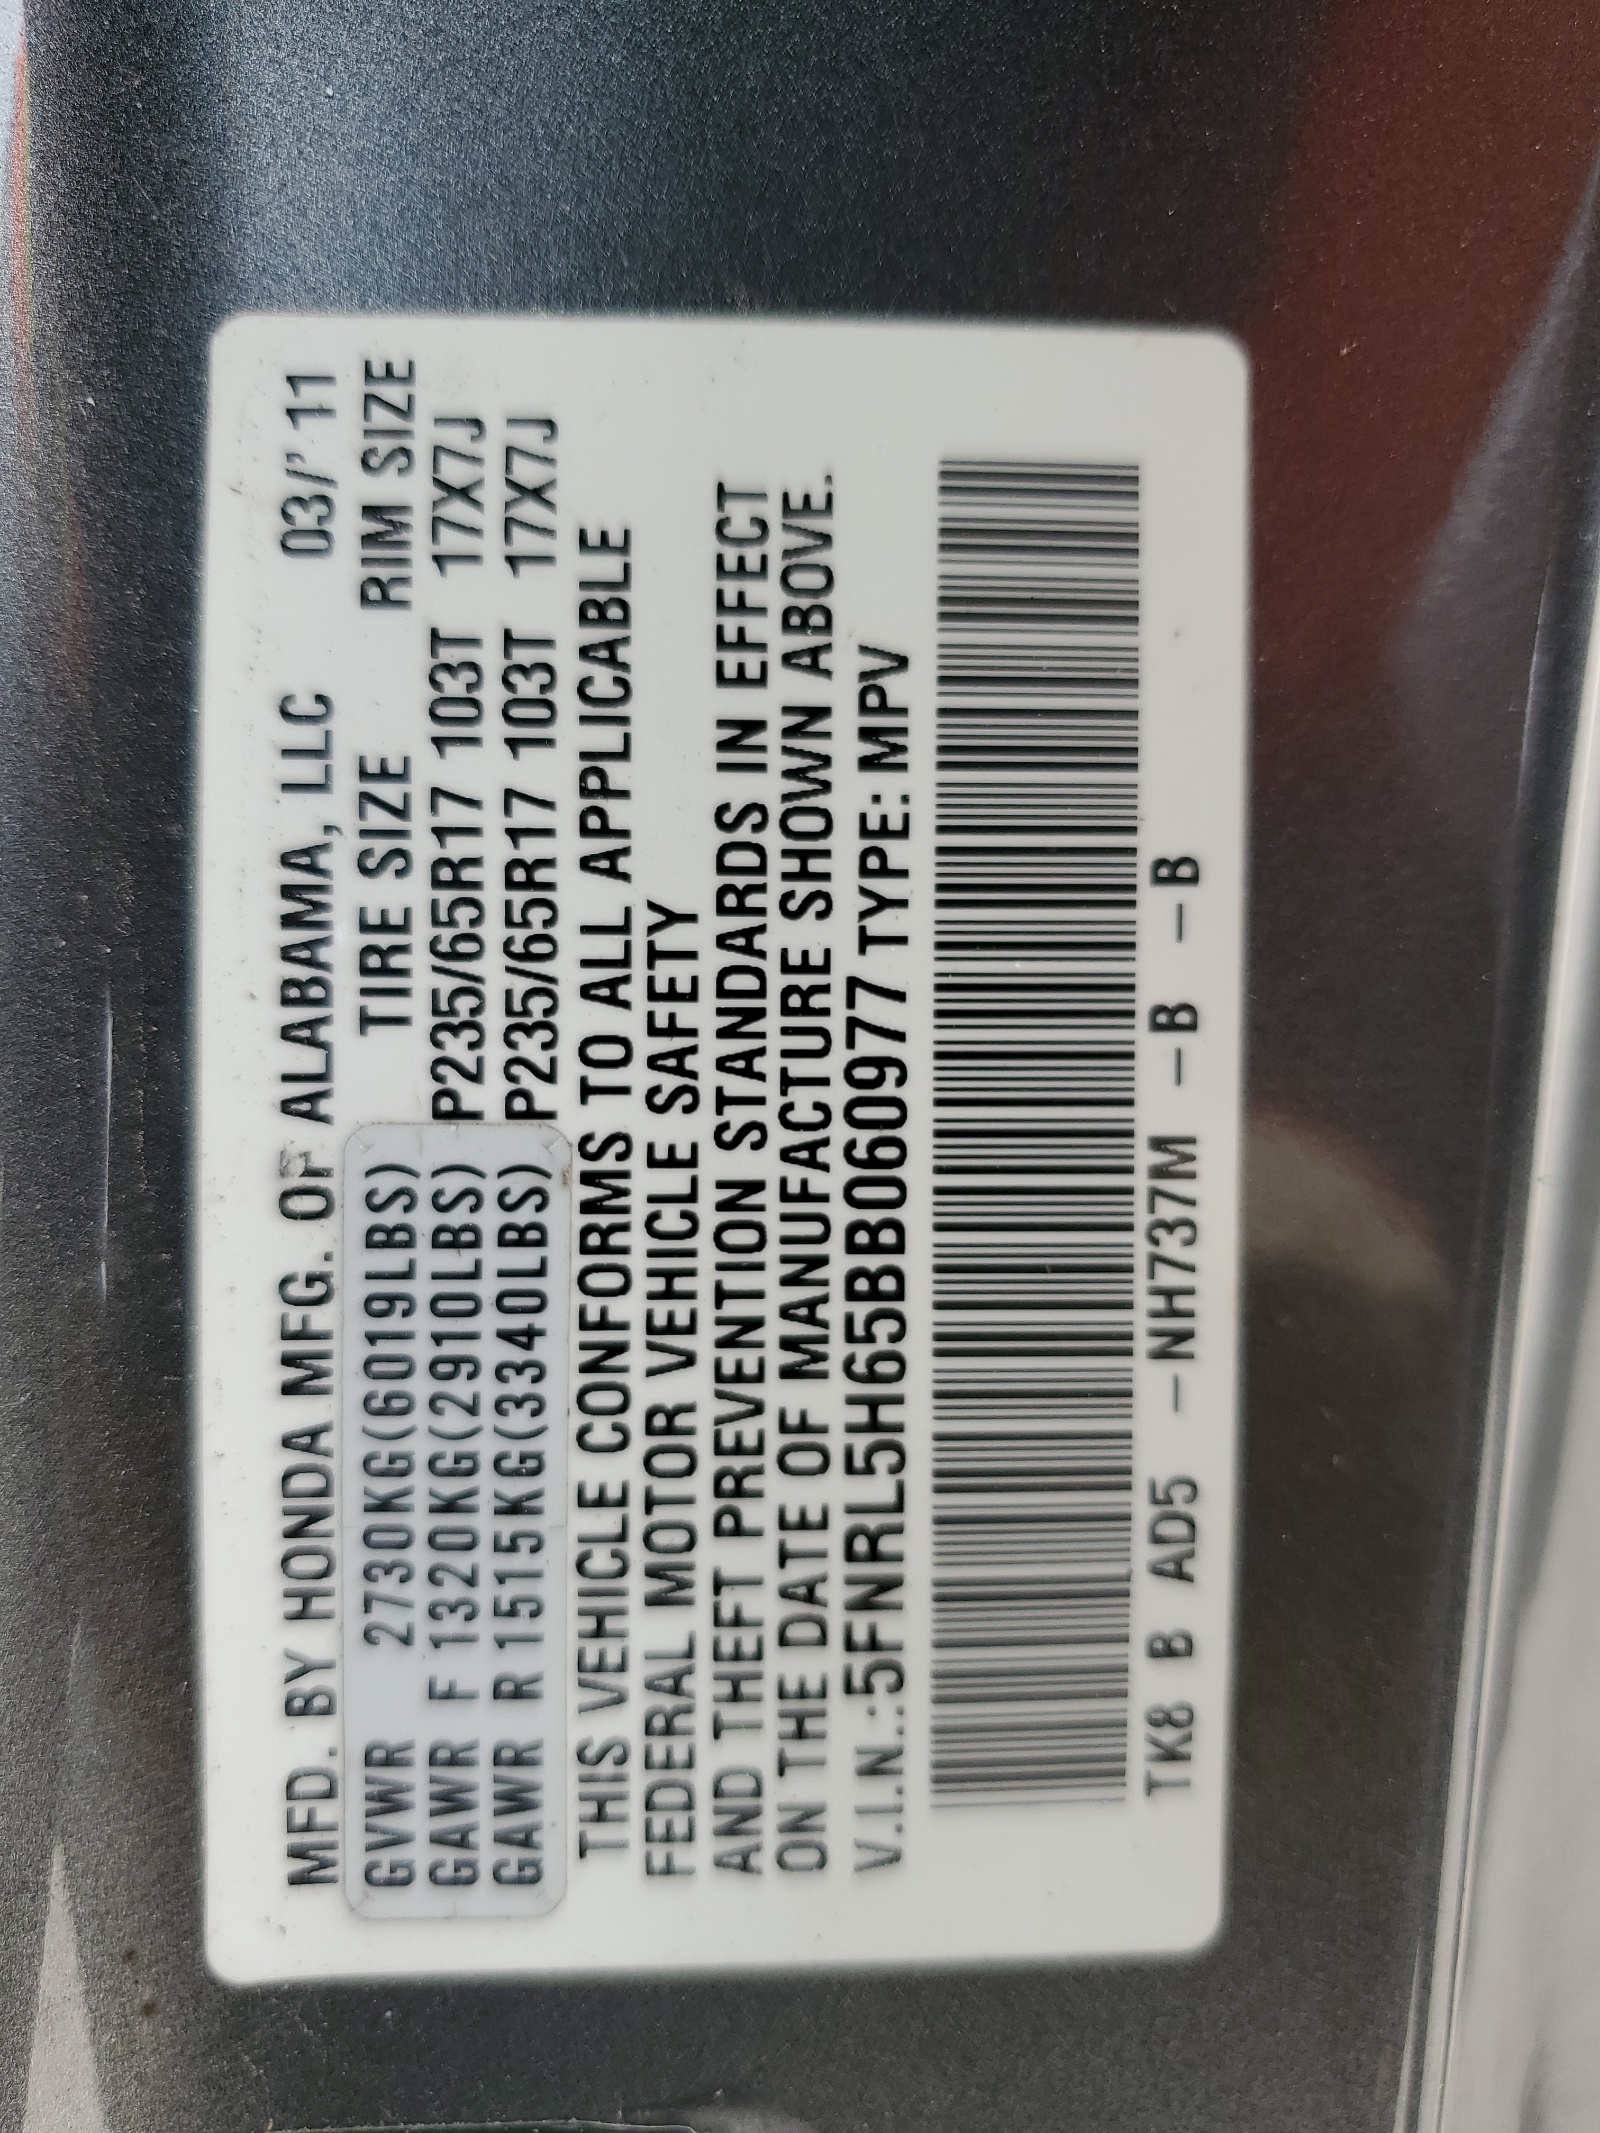 MFD. BY HONDA MFG. OF ALABAMA, LLC 03/'11
TIRE SIZE RIM SIZE
GVWR 2730KG(6019LBS)
GAWR F 1320KG(2910LBS) P235/65R17 103T 17X7J
GAWR R 1515KG(3340LBS) P235/65R17 103T 17X7J
THIS VEHICLE CONFORMS TO ALL APPLICABLE
FEDERAL MOTOR VEHICLE SAFETY
AND THEFT PREVENTION STANDARDS IN EFFECT
ON THE DATE OF MANUFACTURE SHOWN ABOVE.
V.I.N.:5FNRL5H65BB060977 TYPE: MPV
TK8 B AD5 -NH737M -B -B